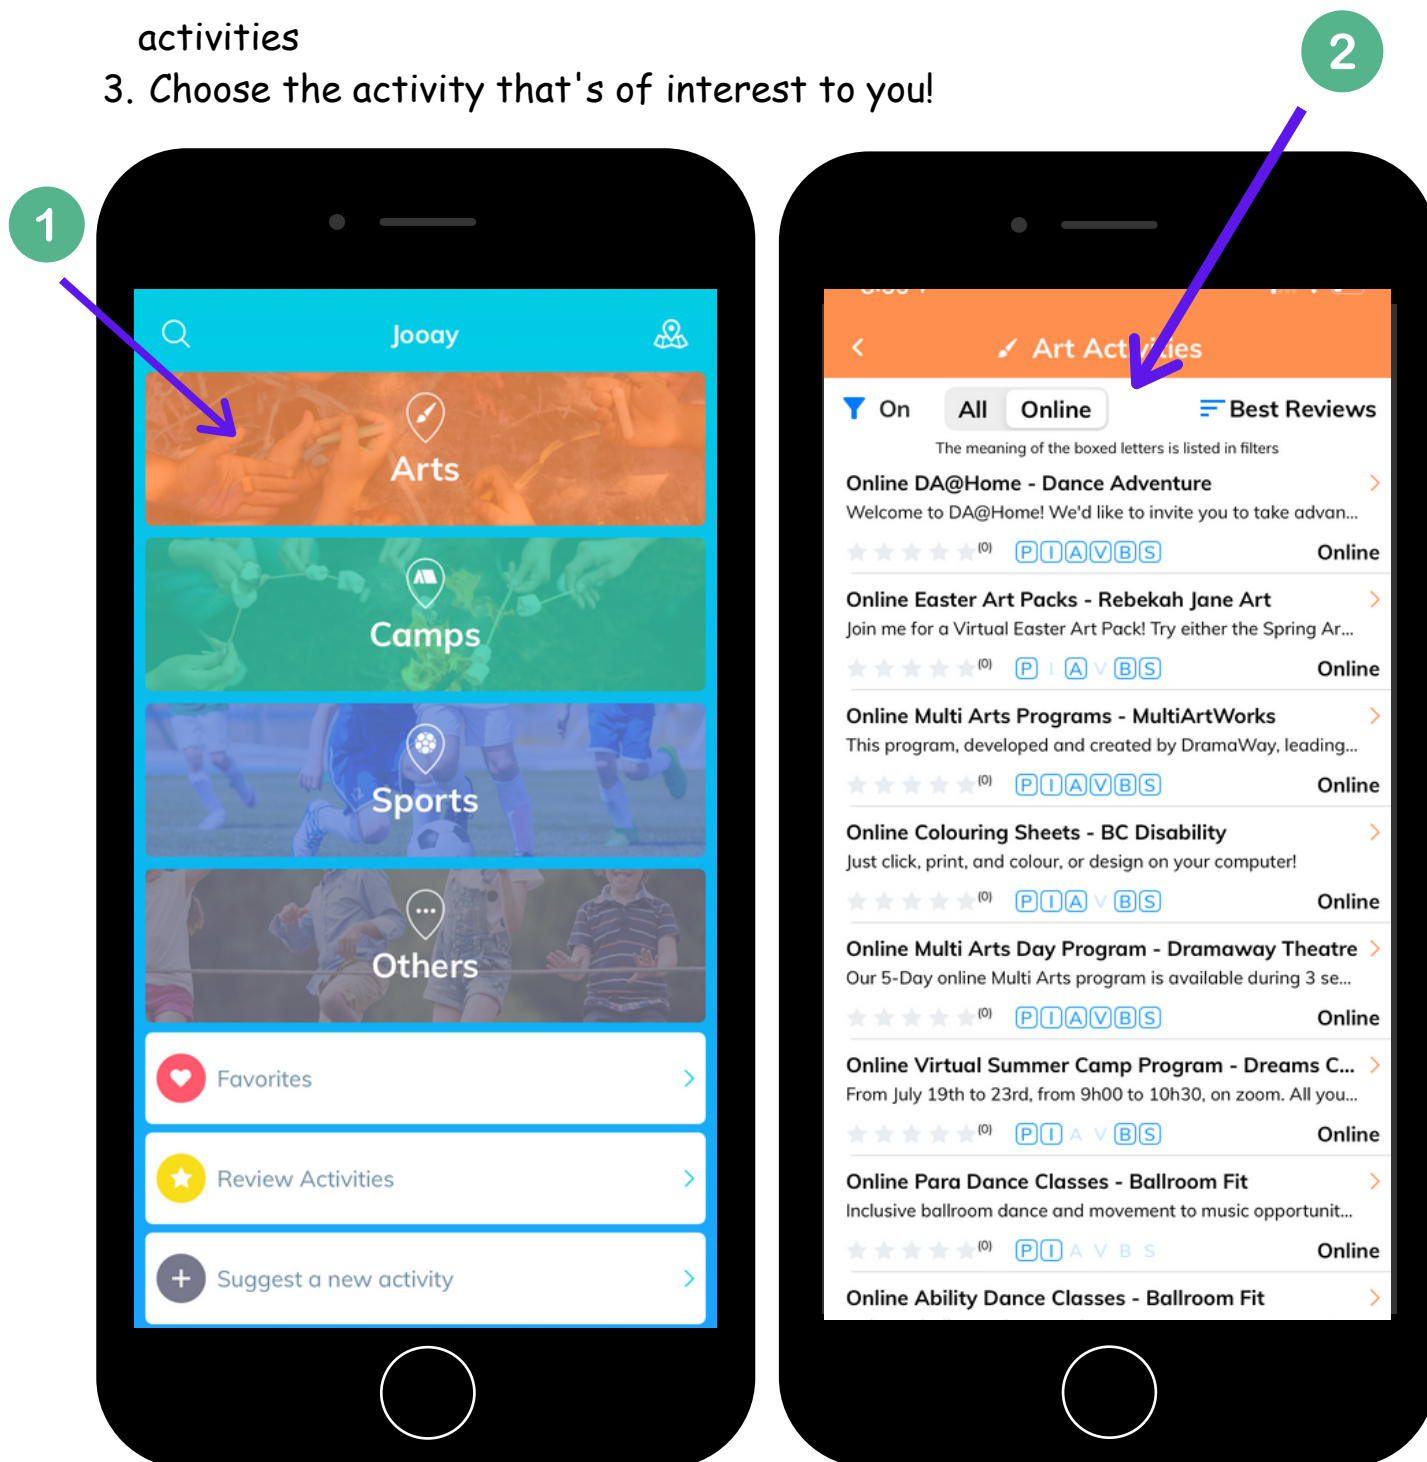 activities
3. Choose the activity that's of interest to you!
1
2
Jooay
Arts
Camps
Sports
Others
Favorites
Review Activities
Suggest a new activity
Art Activities
On All Online Best Reviews
The meaning of the boxed letters is listed in filters
Online DA@Home - Dance Adventure
Welcome to DA@Home! We'd like to invite you to take advan...
(0) P I A V B S Online
Online Easter Art Packs - Rebekah Jane Art
Join me for a Virtual Easter Art Pack! Try either the Spring Ar...
(0) P I A V B S Online
Online Multi Arts Programs - MultiArtWorks
This program, developed and created by DramaWay, leading...
(0) P I A V B S Online
Online Colouring Sheets - BC Disability
Just click, print, and colour, or design on your computer!
(0) P I A V B S Online
Online Multi Arts Day Program - Dramaway Theatre
Our 5-Day online Multi Arts program is available during 3 se...
(0) P I A V B S Online
Online Virtual Summer Camp Program - Dreams C...
From July 19th to 23rd, from 9h00 to 10h30, on zoom. All you...
(0) P I A V B S Online
Online Para Dance Classes - Ballroom Fit
Inclusive ballroom dance and movement to music opportunit...
(0) P I A V B S Online
Online Ability Dance Classes - Ballroom Fit